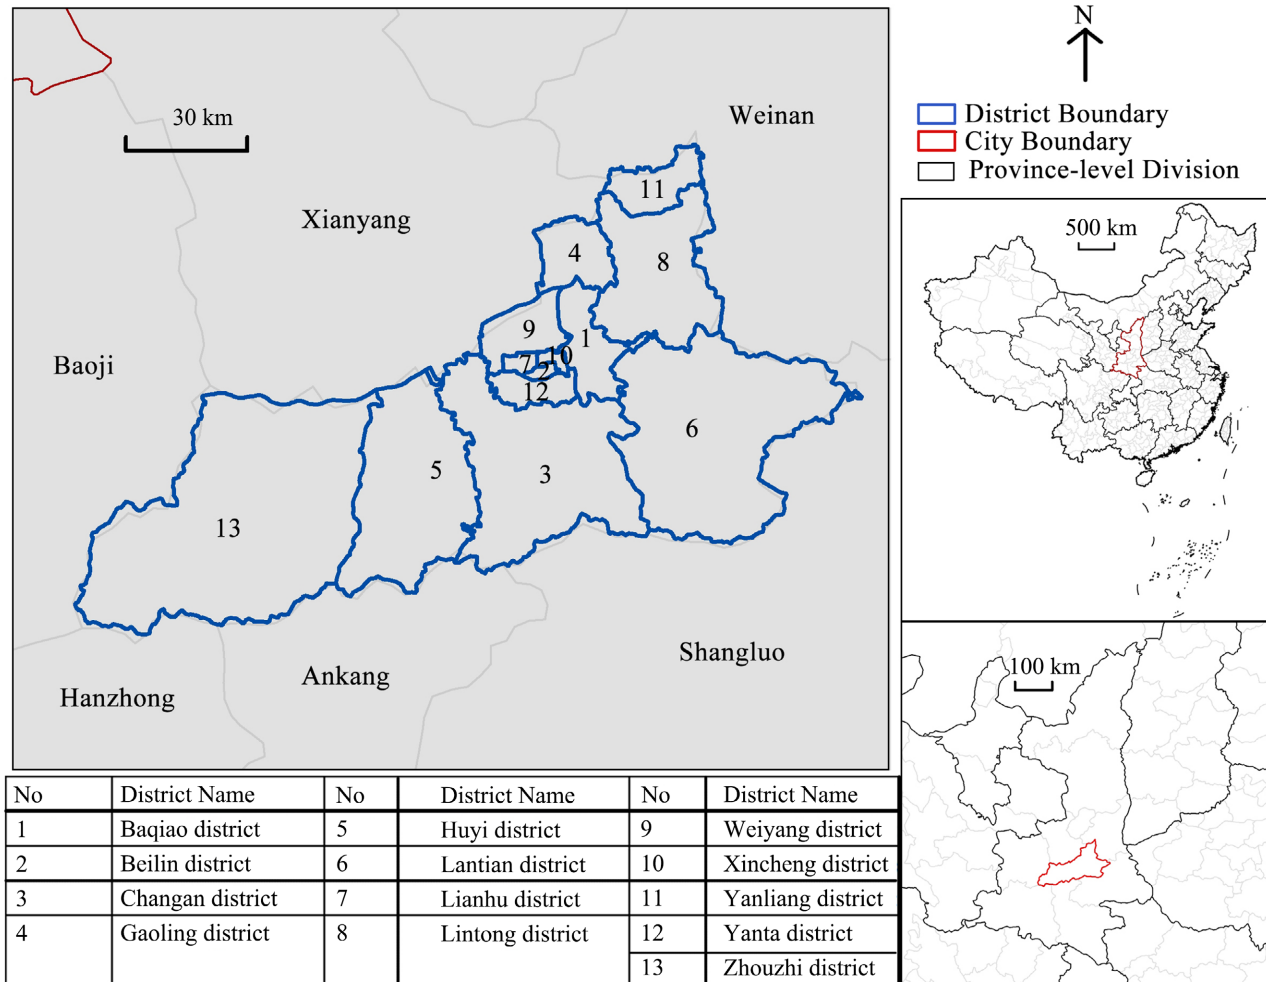 N
30 km
Weinan
District Boundary
City Boundary
Province-level Division
11
Xianyang
500 km
4
8
9
1
10
7
2
12
Baoji
6
5
3
13
Shangluo
Ankang
Hanzhong
100 km
No District Name No District Name No District Name
1 Baqiao district 5 Huyi district 9 Weiyang district
2 Beilin district 6 Lantian district 10 Xincheng district
3 Changan district 7 Lianhu district 11 Yanliang district
4 Gaoling district 8 Lintong district 12 Yanta district
13 Zhouzhi district